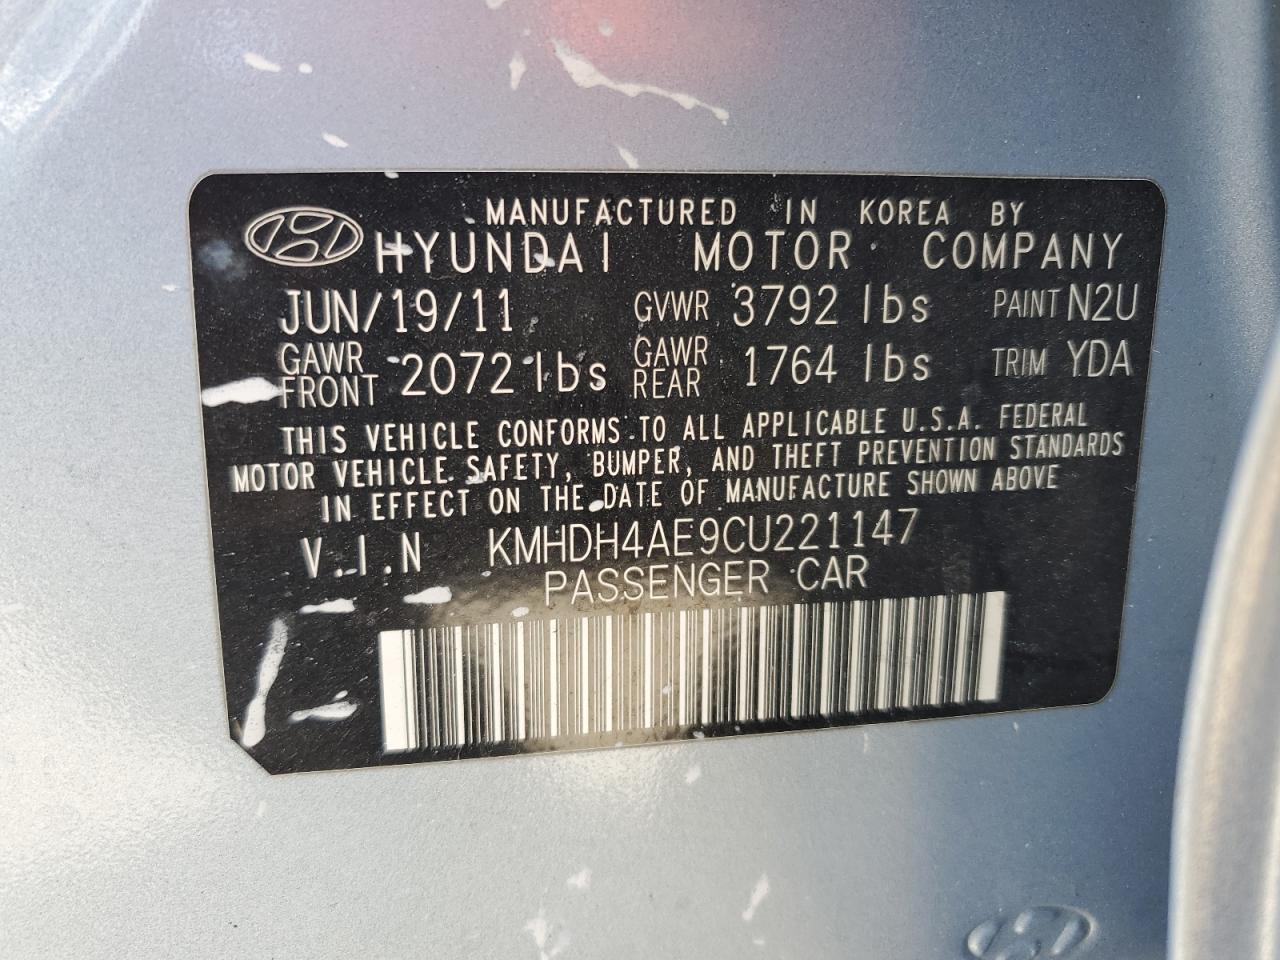 MANUFACTURED IN KOREA BY
HYUNDAI MOTOR COMPANY
JUN/19/11 GVWR 3792 lbs PAINT N2U
GAWR FRONT 2072 lbs GAWR REAR 1764 lbs TRIM YDA
THIS VEHICLE CONFORMS TO ALL APPLICABLE U.S.A. FEDERAL
MOTOR VEHICLE SAFETY, BUMPER, AND THEFT PREVENTION STANDARDS
IN EFFECT ON THE DATE OF MANUFACTURE SHOWN ABOVE
V.I.N KMHDH4AE9CU221147
PASSENGER CAR